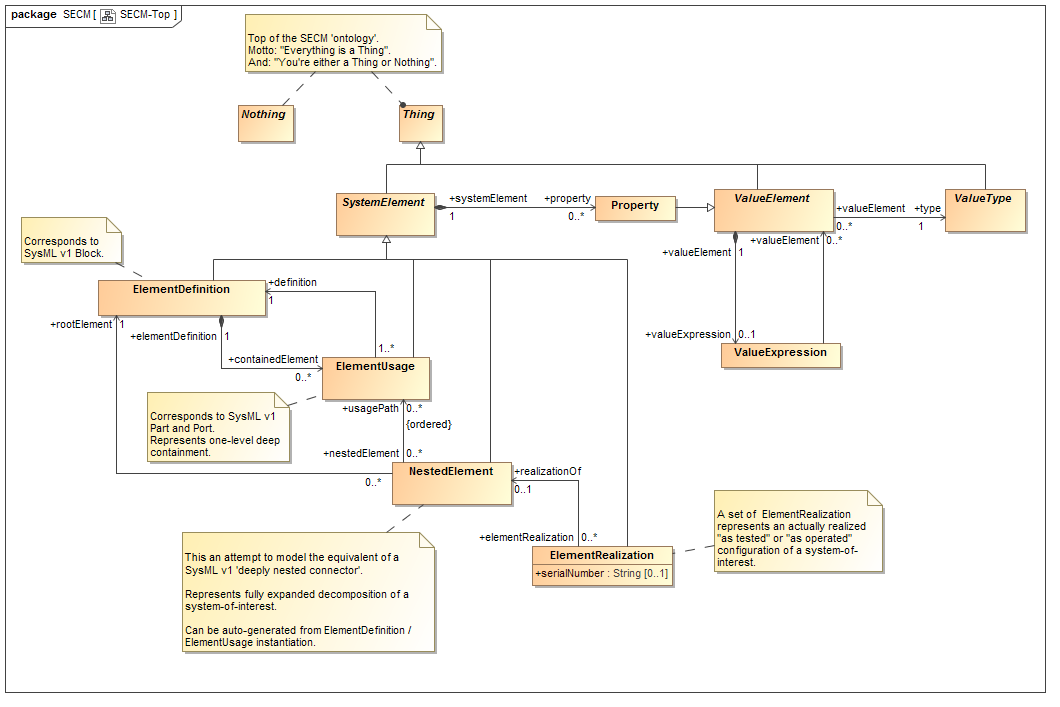 package SECM [ SECM-Top ]
Top of the SECM 'ontology'.
Motto: "Everything is a Thing".
And: "You're either a Thing or Nothing".
Nothing
Thing
SystemElement
+systemElement
1
+property
0..*
Property
ValueElement
+valueElement
0..*
+type
1
ValueType
Corresponds to
SysML v1 Block.
+valueElement
0..*
+valueElement
1
ElementDefinition
+definition
1
+rootElement
1
+elementDefinition
1
+valueExpression
0..1
ValueExpression
1..*
+containedElement
0..*
ElementUsage
Corresponds to SysML v1
Part and Port.
Represents one-level deep
containment.
+usagePath
0..*
{ordered}
+nestedElement
0..*
0..*
NestedElement
+realizationOf
0..1
A set of  ElementRealization
represents an actually realized
"as tested" or "as operated"
configuration of a system-of-
interest.
+elementRealization
0..*
ElementRealization
+serialNumber : String [0..1]
This an attempt to model the equivalent of a
SysML v1 'deeply nested connector'.
Represents fully expanded decomposition of a
system-of-interest.
Can be auto-generated from ElementDefinition /
ElementUsage instantiation.